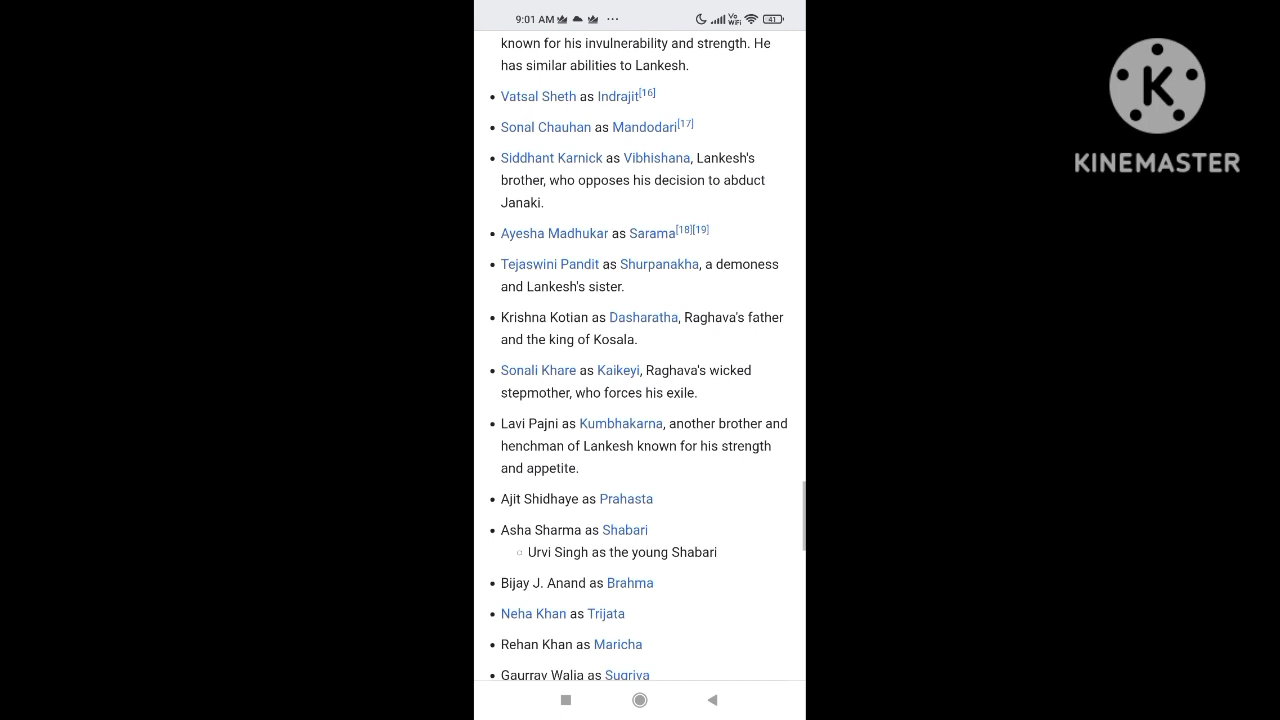 9:01 AM ... Vo WiFi 41
known for his invulnerability and strength. He
has similar abilities to Lankesh.
• Vatsal Sheth as Indrajit[16]
• Sonal Chauhan as Mandodari[17]
• Siddhant Karnick as Vibhishana, Lankesh's
brother, who opposes his decision to abduct
Janaki.
• Ayesha Madhukar as Sarama[18][19]
• Tejaswini Pandit as Shurpanakha, a demoness
and Lankesh's sister.
• Krishna Kotian as Dasharatha, Raghava's father
and the king of Kosala.
• Sonali Khare as Kaikeyi, Raghava's wicked
stepmother, who forces his exile.
• Lavi Pajni as Kumbhakarna, another brother and
henchman of Lankesh known for his strength
and appetite.
• Ajit Shidhaye as Prahasta
• Asha Sharma as Shabari
○ Urvi Singh as the young Shabari
• Bijay J. Anand as Brahma
• Neha Khan as Trijata
• Rehan Khan as Maricha
• Gaurrav Walia as Sugriva
K
KINEMASTER